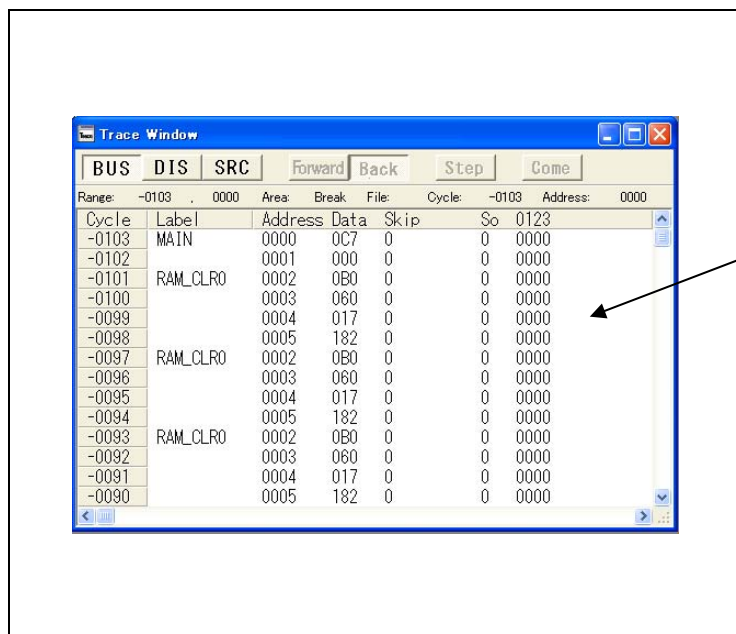 Trace Window
BUS DIS SRC Forward Back Step Come
Range: -0103 , 0000 Area: Break File: Cycle: -0103 Address: 0000
Cycle Label Address Data Skip So 0123
-0103 MAIN 0000 0C7 0 0 0000
-0102 0001 000 0 0 0000
-0101 RAM_CLR0 0002 0B0 0 0 0000
-0100 0003 060 0 0 0000
-0099 0004 017 0 0 0000
-0098 0005 182 0 0 0000
-0097 RAM_CLR0 0002 0B0 0 0 0000
-0096 0003 060 0 0 0000
-0095 0004 017 0 0 0000
-0094 0005 182 0 0 0000
-0093 RAM_CLR0 0002 0B0 0 0 0000
-0092 0003 060 0 0 0000
-0091 0004 017 0 0 0000
-0090 0005 182 0 0 0000